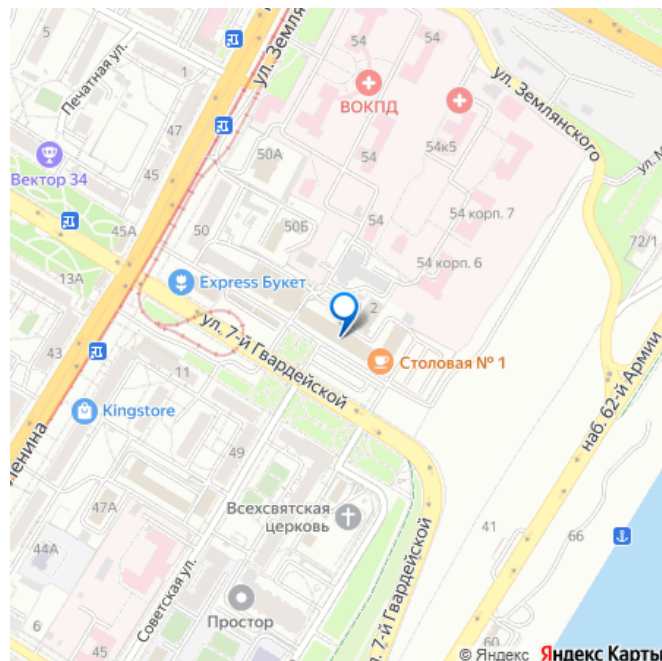 5
Печатная ул.
1
ул. Земл
54
54
ВОКПД
ул. Землянского
47
50А
54
54к5
ул. М
Вектор 34
45
54
54 корп. 7
45А
50
50Б
72/1
54 корп. 6
13А
Express Букет
2
ул. 7-й Гвардейской
Столовая № 1
43
11
Kingstore
наб. 62-й Армии
Ленина
49
47А
Всехсвятская
церковь
41
66
44А
Советская ул.
л. 7-й Гвардейской
Простор
6
45
60
© Яндекс Яндекс Карты